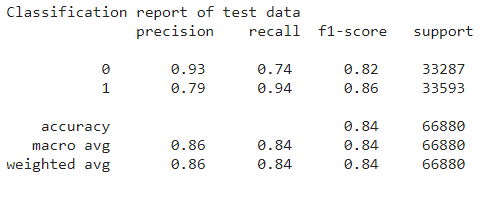 Classification report of test data
precision recall f1-score support
0 0.93 0.74 0.82 33287
1 0.79 0.94 0.86 33593
accuracy 0.84 66880
macro avg 0.86 0.84 0.84 66880
weighted avg 0.86 0.84 0.84 66880